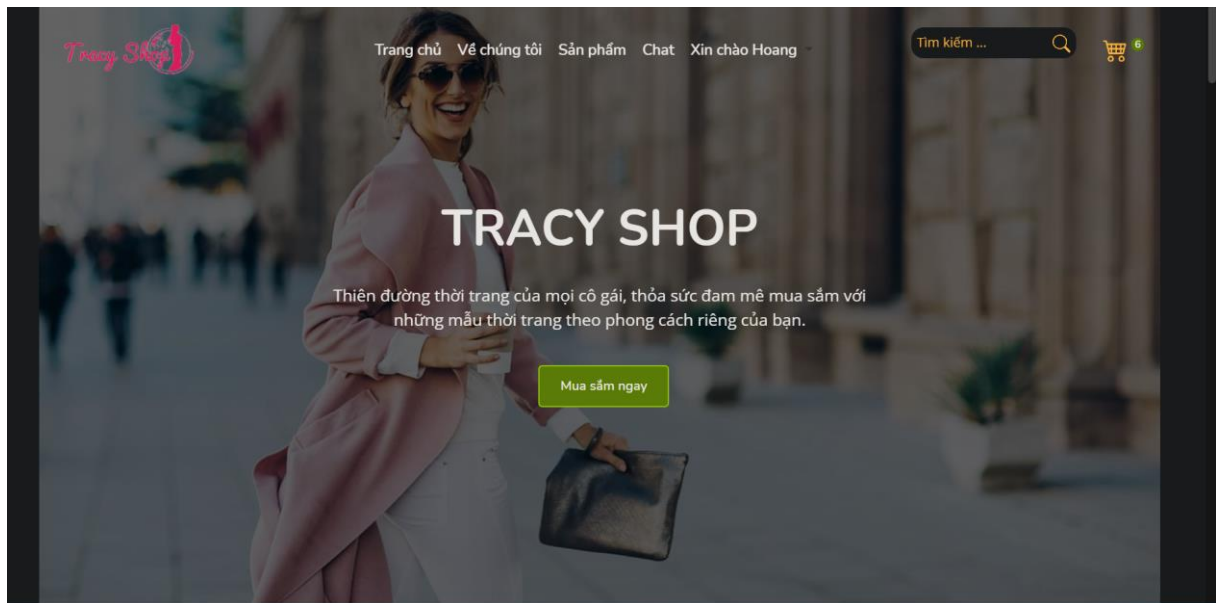 Tracy Shop
Trang chủ Về chúng tôi Sản phẩm Chat Xin chào Hoang
Tìm kiếm ...
6
TRACY SHOP
Thiên đường thời trang của mọi cô gái, thỏa sức đam mê mua sắm với
những mẫu thời trang theo phong cách riêng của bạn.
Mua sắm ngay